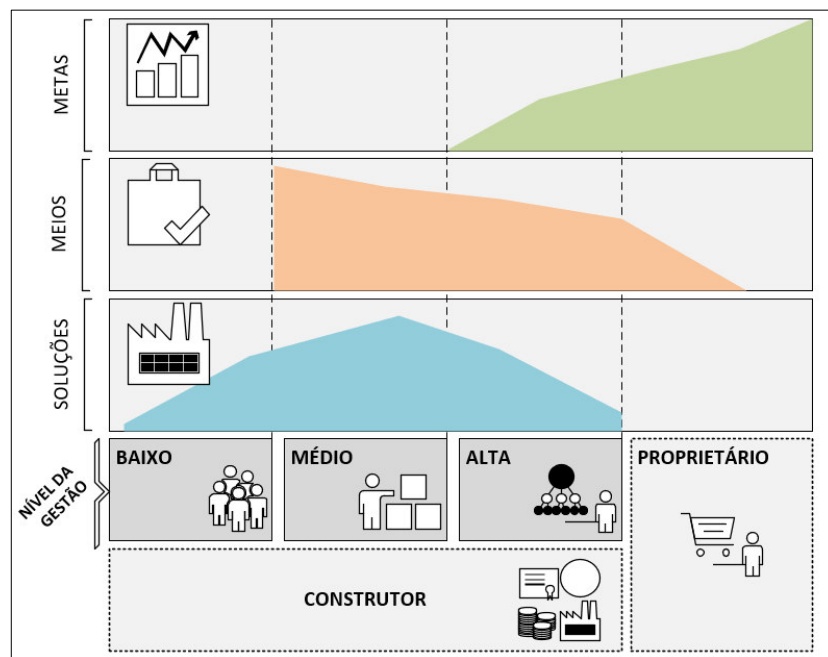 METAS
MEIOS
SOLUÇÕES
NÍVEL DA
GESTÃO
BAIXO
MÉDIO
ALTA
PROPRIETÁRIO
CONSTRUTOR